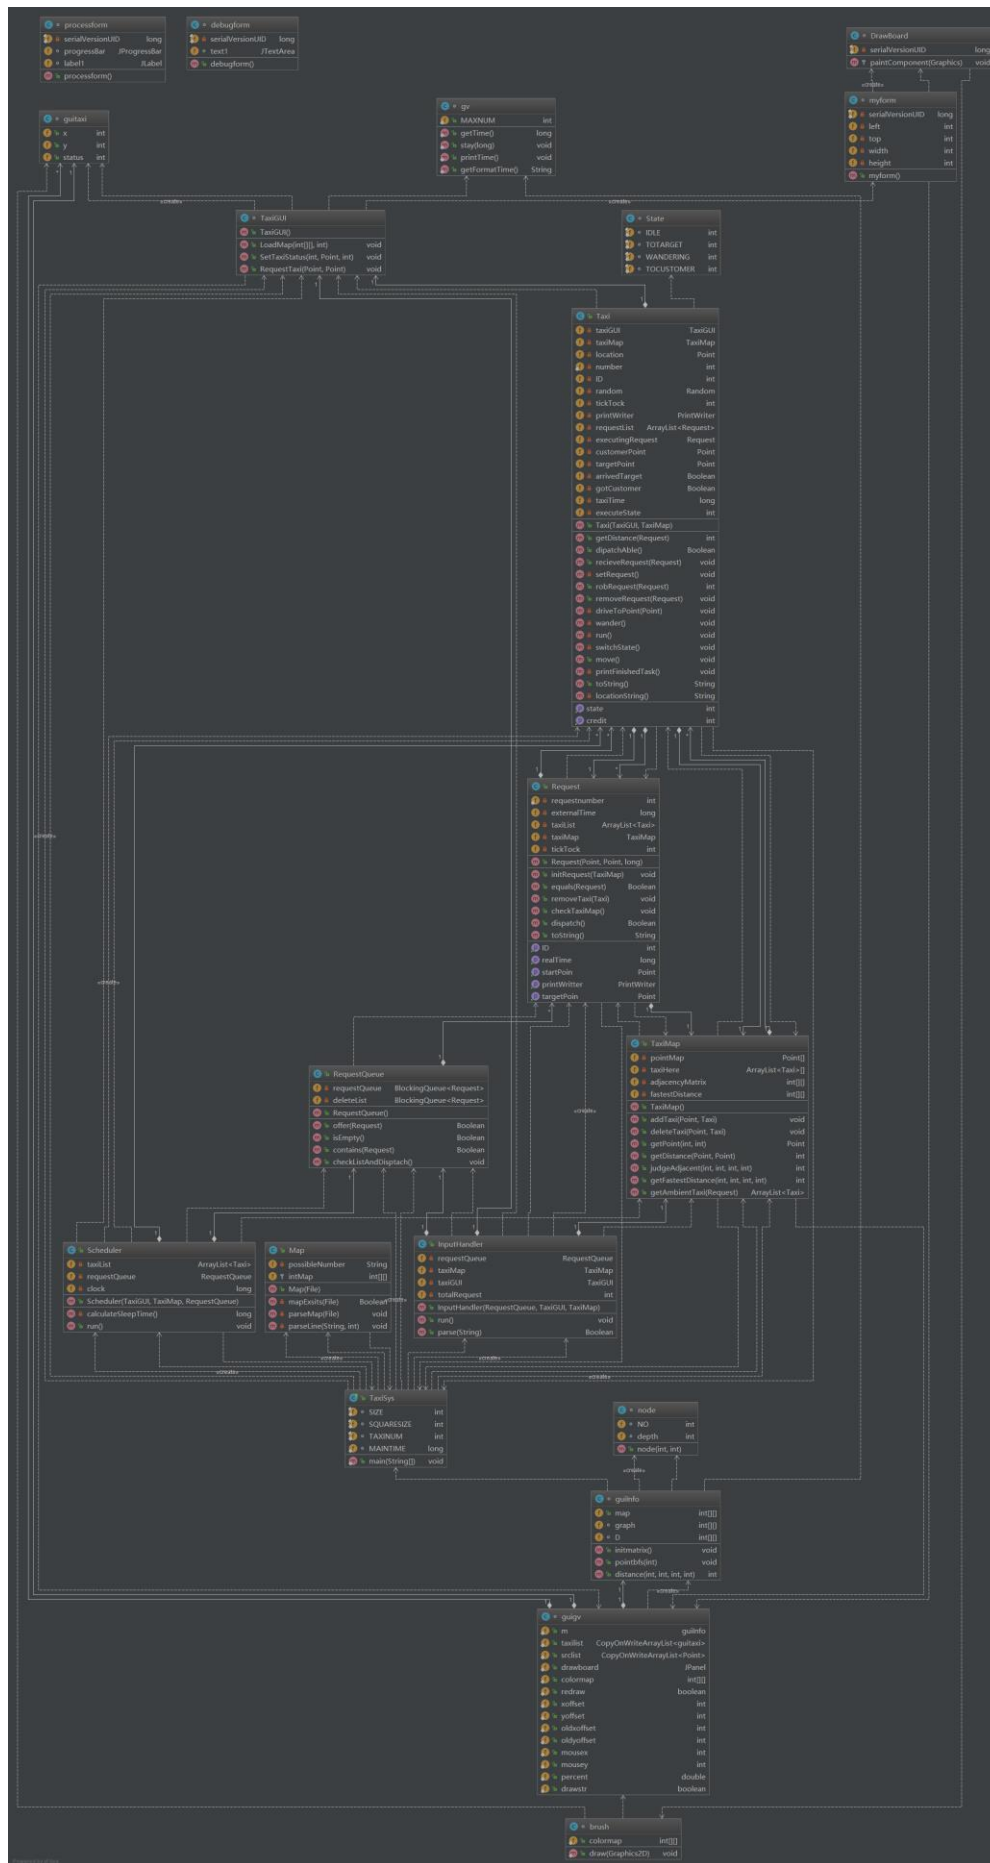 processform
serialVersionUID long
progressBar JProgressBar
label1 JLabel
processform()
debugform
serialVersionUID long
text1 JTextArea
debugform()
DrawBoard
serialVersionUID long
paintComponent(Graphics) void
«create»
myform
serialVersionUID long
left int
top int
width int
height int
myform()
guitaxi
x int
y int
status int
gv
MAXNUM int
getTime() long
stay(long) void
printTime() void
getFormatTime() String
«create»
«create»
TaxiGUI
TaxiGUI()
LoadMap(int[][], int) void
SetTaxiStatus(int, Point, int) void
RequestTaxi(Point, Point) void
State
IDLE int
TOTARGET int
WANDERING int
TOCUSTOMER int
Taxi
taxiGUI TaxiGUI
taxiMap TaxiMap
location Point
number int
ID int
random Random
tickTock int
printWriter PrintWriter
requestList ArrayList<Request>
executingRequest Request
customerPoint Point
targetPoint Point
arrivedTarget Boolean
gotCustomer Boolean
taxiTime long
executeState int
Taxi(TaxiGUI, TaxiMap)
getDistance(Request) int
dipatchAble() Boolean
recieveRequest(Request) void
setRequest() void
robRequest(Request) int
removeRequest(Request) void
driveToPoint(Point) void
wander() void
run() void
switchState() void
move() void
printFinishedTask() void
toString() String
locationString() String
state int
credit int
Request
requestnumber int
externalTime long
taxiList ArrayList<Taxi>
taxiMap TaxiMap
tickTock int
Request(Point, Point, long)
initRequest(TaxiMap) void
equals(Request) Boolean
removeTaxi(Taxi) void
checkTaxiMap() void
dispatch() Boolean
toString() String
ID int
realTime long
startPoin Point
printWritter PrintWriter
targetPoin Point
«create»
«create»
TaxiMap
pointMap Point[]
taxiHere ArrayList<Taxi>[]
adjacencyMatrix int[][]
fastestDistance int[][]
TaxiMap()
addTaxi(Point, Taxi) void
deleteTaxi(Point, Taxi) void
getPoint(int, int) Point
getDistance(Point, Point) int
judgeAdjacent(int, int, int, int) int
getFastestDistance(int, int, int, int) int
getAmbientTaxi(Request) ArrayList<Taxi>
RequestQueue
requestQueue BlockingQueue<Request>
deleteList BlockingQueue<Request>
RequestQueue()
offer(Request) Boolean
isEmpty() Boolean
contains(Request) Boolean
checkListAndDisptach() void
«create»
Scheduler
taxiList ArrayList<Taxi>
requestQueue RequestQueue
clock long
Scheduler(TaxiGUI, TaxiMap, RequestQueue)
calculateSleepTime() long
run() void
Map
possibleNumber String
intMap int[][]
Map(File)
mapExsits(File) Boolean
parseMap(File) void
parseLine(String, int) void
InputHandler
requestQueue RequestQueue
taxiMap TaxiMap
taxiGUI TaxiGUI
totalRequest int
InputHandler(RequestQueue, TaxiGUI, TaxiMap)
run() void
parse(String) Boolean
«create»
«create»
«create»
«create»
«create»
TaxiSys
SIZE int
SQUARESIZE int
TAXINUM int
MAINTIME long
main(String[]) void
node
NO int
depth int
node(int, int)
«create»
guiInfo
map int[][]
graph int[][]
D int[][]
initmatrix() void
pointbfs(int) void
distance(int, int, int, int) int
«create»
guigv
m guiInfo
taxilist CopyOnWriteArrayList<guitaxi>
srclist CopyOnWriteArrayList<Point>
drawboard JPanel
colormap int[][]
redraw boolean
xoffset int
yoffset int
oldxoffset int
oldyoffset int
mousex int
mousey int
percent double
drawstr boolean
brush
colormap int[][]
draw(Graphics2D) void